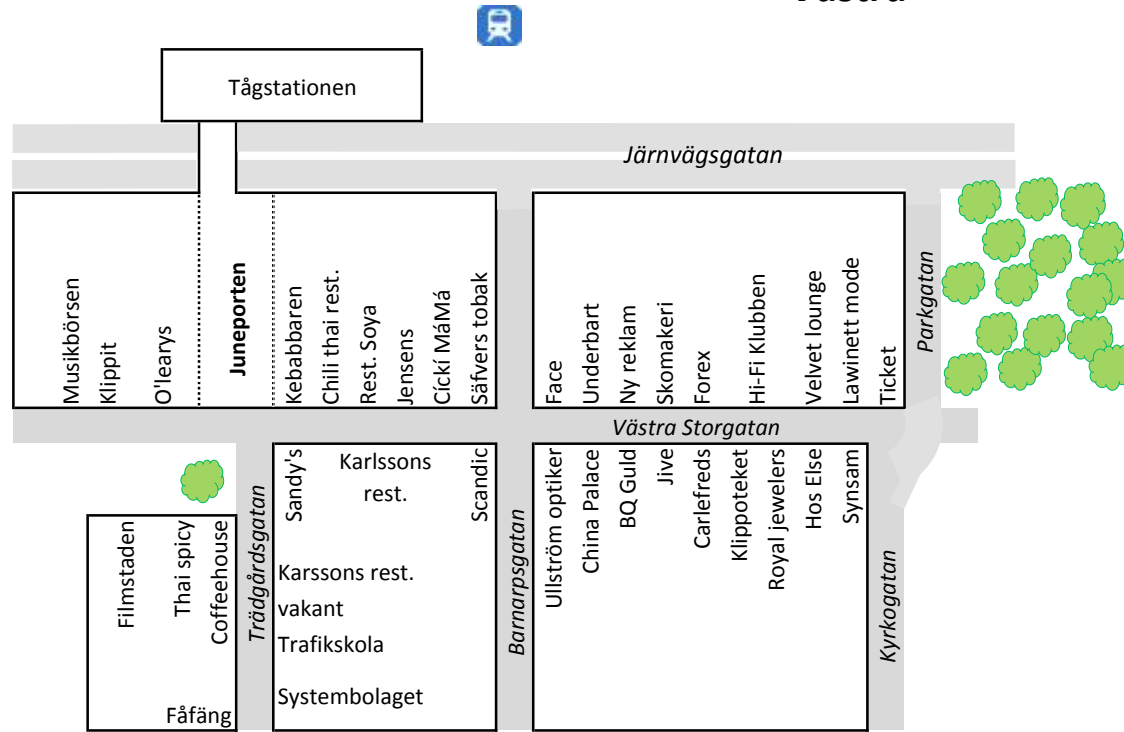 Västra
Tågstationen
Järnvägsgatan
Musikbörsen
Klippit
O'learys
Juneporten
Kebabbaren
Chili thai rest.
Rest. Soya
Jensens
Cíckí MáMá
Säfvers tobak
Face
Underbart
Ny reklam
Skomakeri
Forex
Hi-Fi Klubben
Velvet lounge
Lawinett mode
Ticket
Parkgatan
Västra Storgatan
Filmstaden
Thai spicy
Coffeehouse
Fåfäng
Trädgårdsgatan
Sandy's
Karlssons
rest.
Scandic
Karssons rest.
vakant
Trafikskola
Systembolaget
Barnarpsgatan
Ullström optiker
China Palace
BQ Guld
Jive
Carlefreds
Klippoteket
Royal jewelers
Hos Else
Synsam
Kyrkogatan